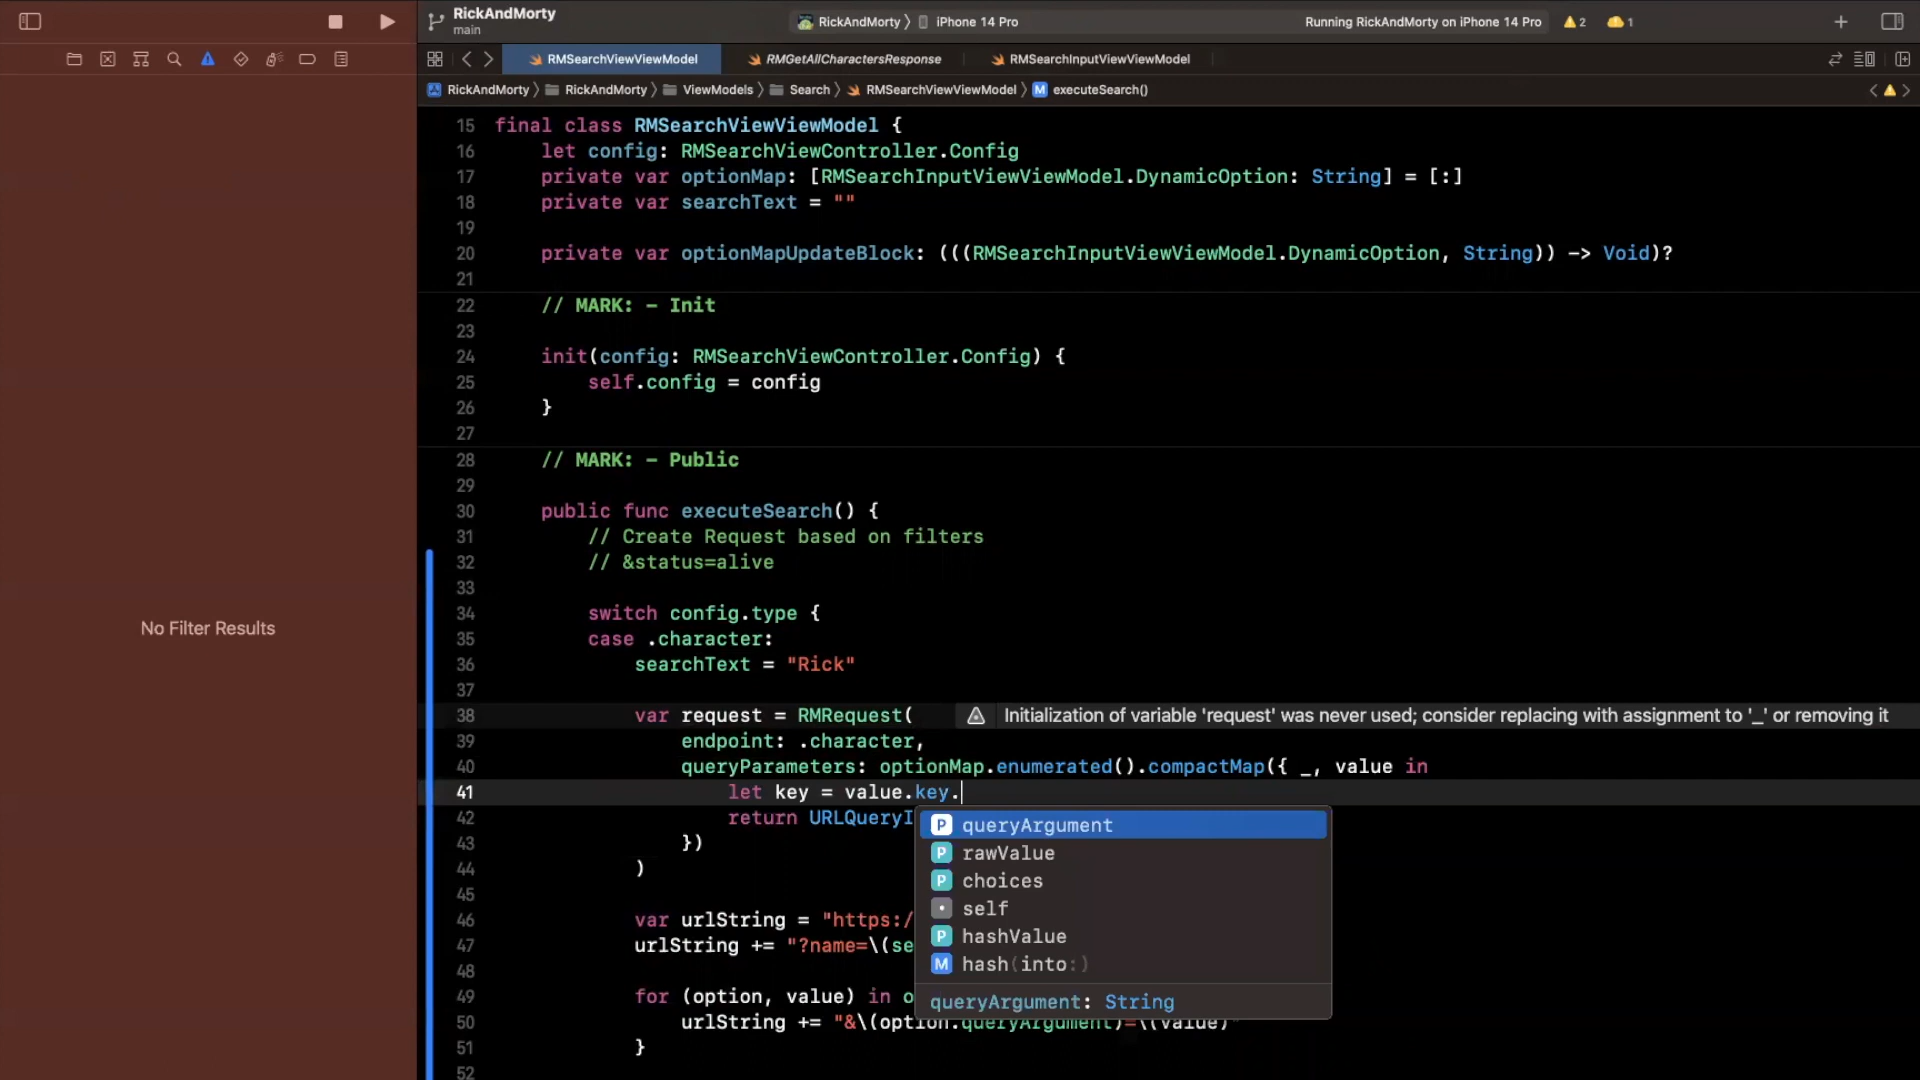 RickAndMorty
main
RickAndMorty
iPhone 14 Pro
Running RickAndMorty on iPhone 14 Pro
2
1
RMSearchViewViewModel
RMGetAllCharactersResponse
RMSearchInputViewViewModel
RickAndMorty
RickAndMorty
ViewModels
Search
RMSearchViewViewModel
M
executeSearch()
No Filter Results
15 final class RMSearchViewViewModel {
16 let config: RMSearchViewController.Config
17 private var optionMap: [RMSearchInputViewViewModel.DynamicOption: String] = [:]
18 private var searchText = ""
19
20 private var optionMapUpdateBlock: (((RMSearchInputViewViewModel.DynamicOption, String)) -> Void)?
21
22 // MARK: - Init
23
24 init(config: RMSearchViewController.Config) {
25 self.config = config
26 }
27
28 // MARK: - Public
29
30 public func executeSearch() {
31 // Create Request based on filters
32 // &status=alive
33
34 switch config.type {
35 case .character:
36 searchText = "Rick"
37
38 var request = RMRequest( Initialization of variable 'request' was never used; consider replacing with assignment to '_' or removing it
39 endpoint: .character,
40 queryParameters: optionMap.enumerated().compactMap({ _, value in
41 let key = value.key.
42 return URLQueryI
43 })
44 )
45
46 var urlString = "https:/
47 urlString += "?name=\(se
48
49 for (option, value) in o
50 urlString += "&\(option.queryArgument)=\(value)"
51 }
52
P queryArgument
P rawValue
P choices
self
P hashValue
M hash(into:)
queryArgument: String